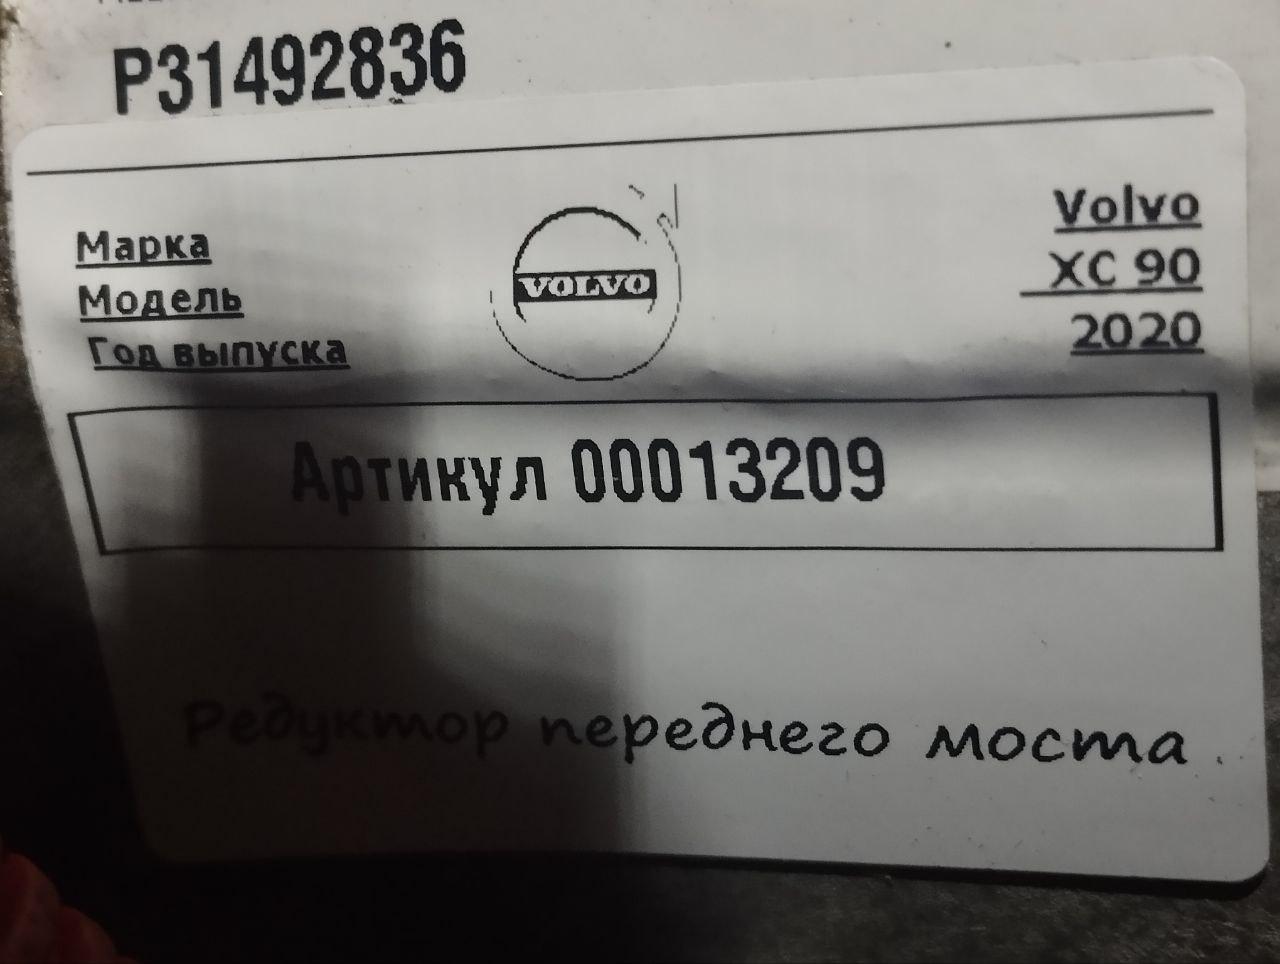 P31492836
Марка
VOLVO
Volvo
Модель
XC 90
Год выпуска
2020
Артикул 00013209
Редуктор переднего моста